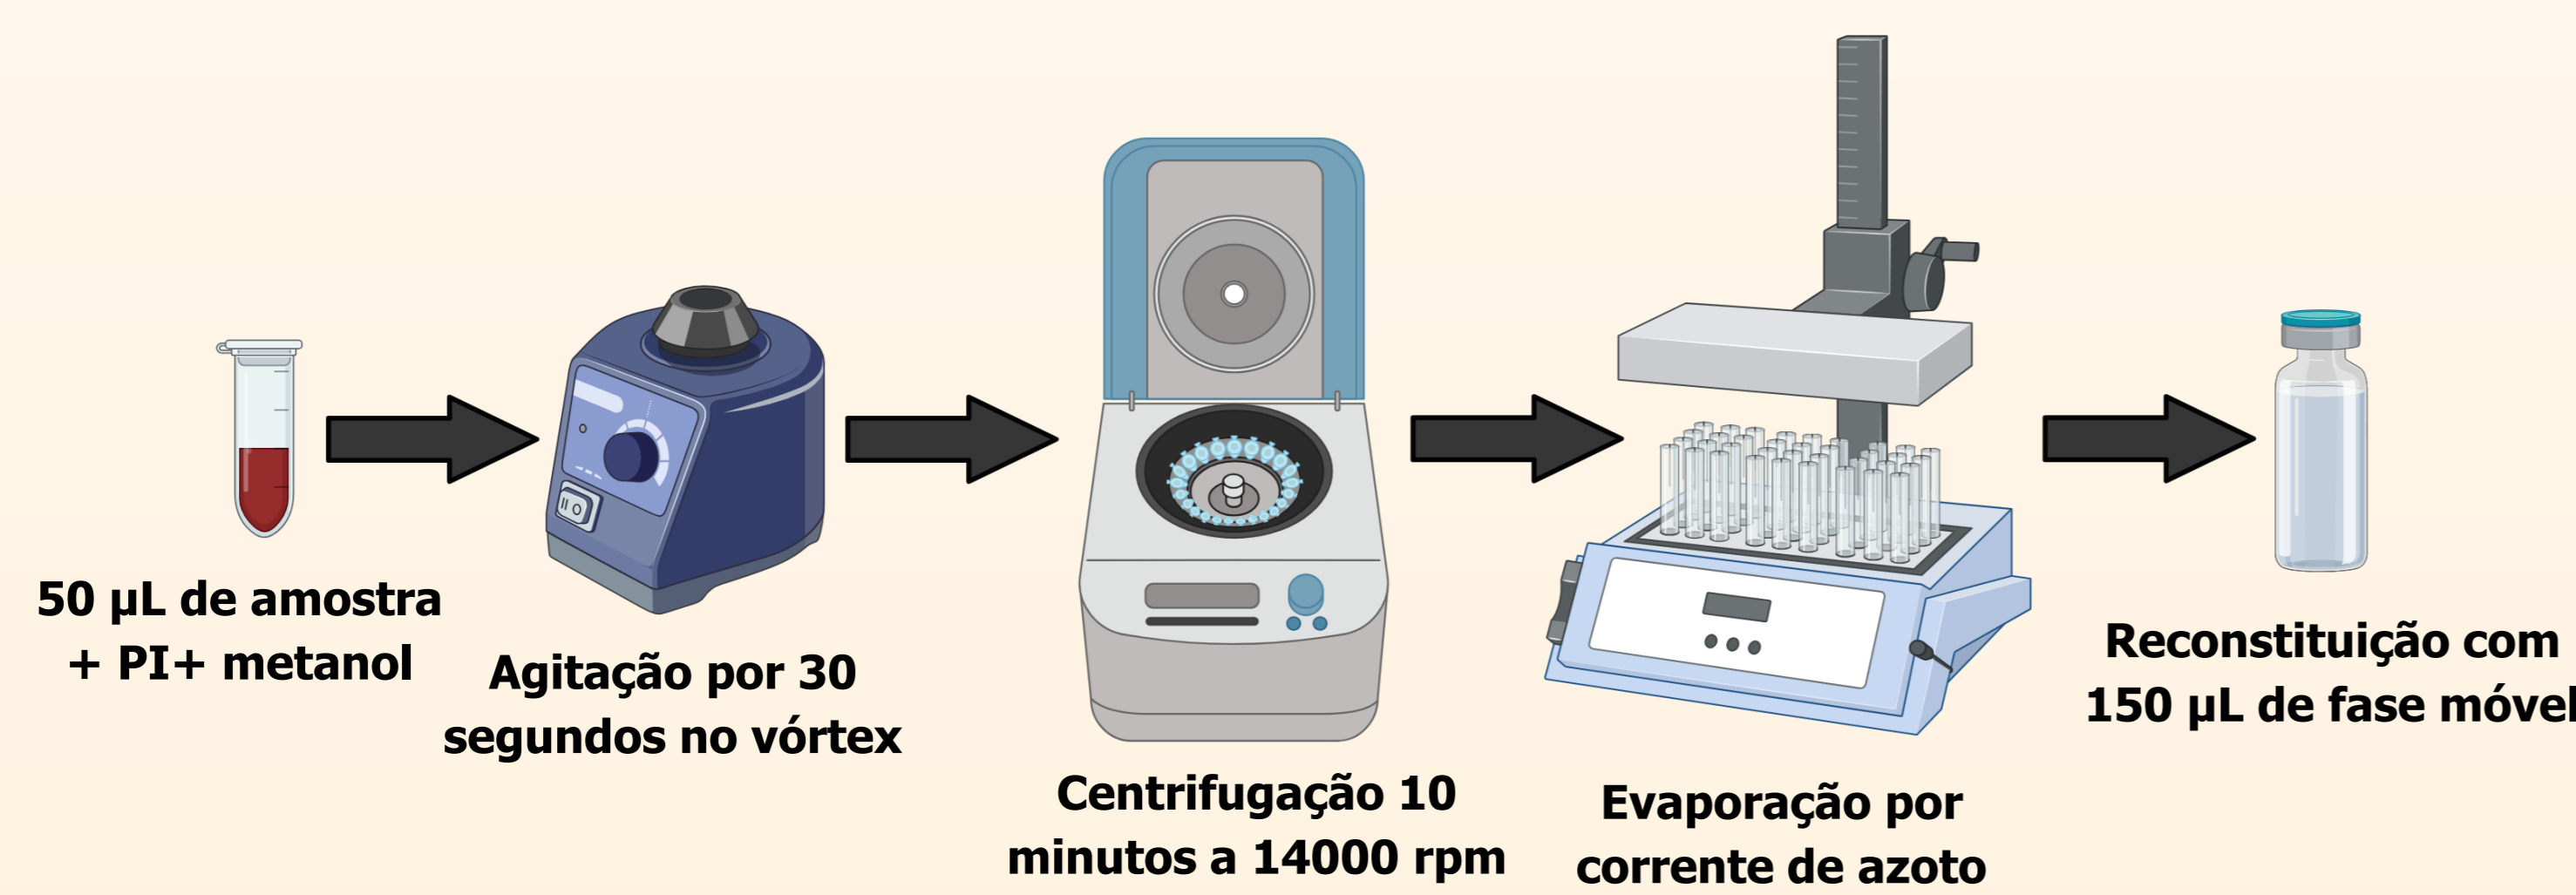 50 µL de amostra
+ PI+ metanol
Agitação por 30
segundos no vórtex
Centrifugação 10
minutos a 14000 rpm
Evaporação por
corrente de azoto
Reconstituição com
150 µL de fase móvel